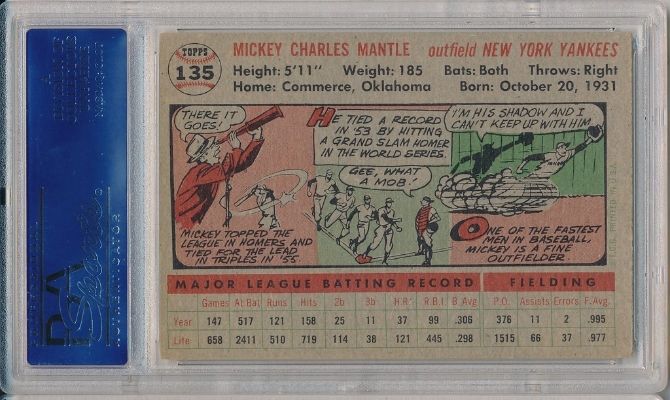 TOPPS
135
MICKEY CHARLES MANTLE outfield NEW YORK YANKEES
Height: 5'11" Weight: 185 Bats: Both Throws: Right
Home: Commerce, Oklahoma Born: October 20, 1931
THERE IT GOES!
MICKEY TOPPED THE
LEAGUE IN HOMERS AND
TIED FOR THE LEAD
IN TRIPLES IN '55.
HE TIED A RECORD
IN '53 BY HITTING
A GRAND SLAM HOMER
IN THE WORLD SERIES.
GEE, WHAT
A MOB!
I'M HIS SHADOW AND I
CAN'T KEEP UP WITH HIM
ONE OF THE FASTEST
MEN IN BASEBALL,
MICKEY IS A FINE
OUTFIELDER.
MAJOR LEAGUE BATTING RECORD FIELDING
Games At Bat Runs Hits 2b 3b H.R. R.B.I. B. Avg. P.O. Assists Errors F. Avg.
Year 147 517 121 158 25 11 37 99 .306 376 11 2 .995
Life 658 2411 510 719 114 38 121 445 .298 1515 66 37 .977
PSA
Sports